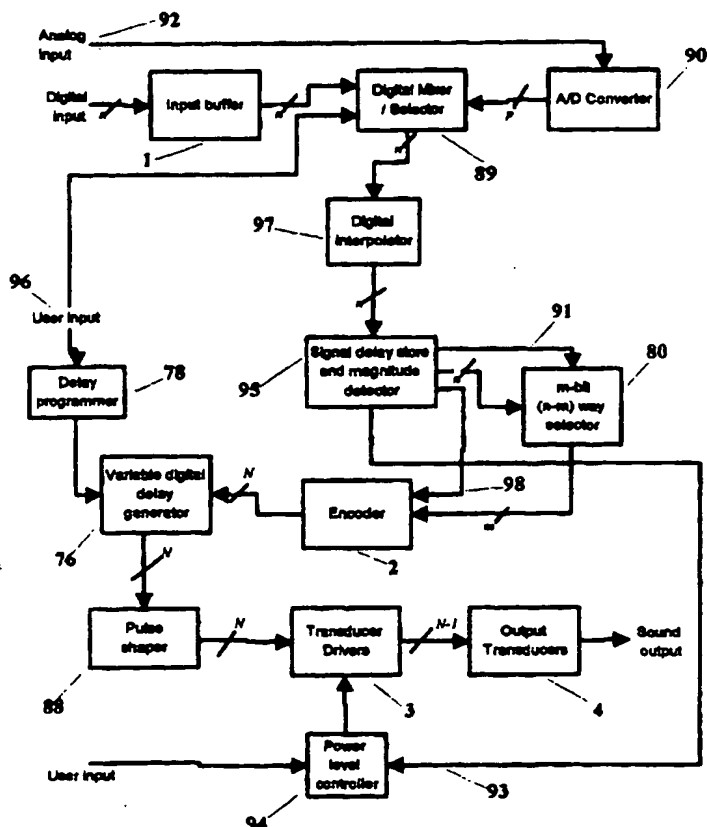 92
Analog
input
90
Digital
input
n
Input buffer
n
Digital Mixer
/ Selector
p
A/D Converter
1
n
89
97
Digital
interpolator
n
96
User input
91
Delay
programmer
78
95
Signal delay store
and magnitude
detector
n
80
m-bit
(n-m) way
selector
Variable digital
delay
generator
N
Encoder
98
m
76
2
N
Pulse
shaper
N
Transducer
Drivers
N-1
Output
Transducers
Sound
output
88
3
4
User input
Power
level
controller
93
94